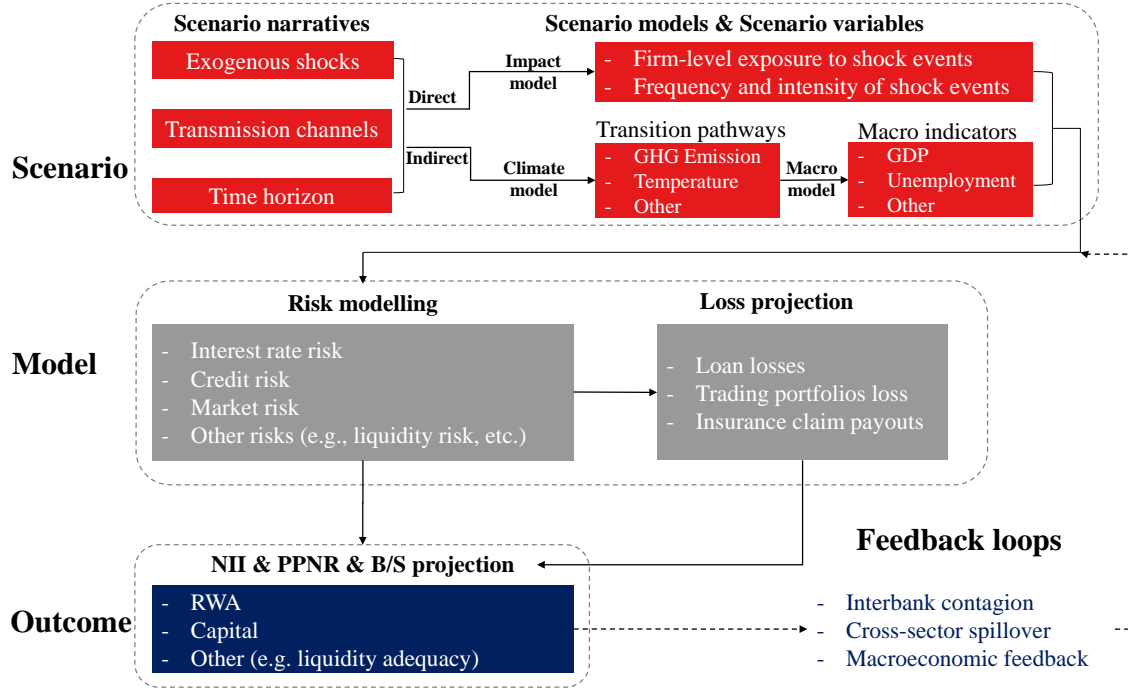 Scenario narratives
Scenario models & Scenario variables
Exogenous shocks
Transmission channels
Time horizon
Scenario
Direct
Impact
model
- Firm-level exposure to shock events
- Frequency and intensity of shock events
Indirect
Climate
model
Transition pathways
- GHG Emission
- Temperature
- Other
Macro
model
Macro indicators
- GDP
- Unemployment
- Other
Model
Risk modelling
- Interest rate risk
- Credit risk
- Market risk
- Other risks (e.g., liquidity risk, etc.)
Loss projection
- Loan losses
- Trading portfolios loss
- Insurance claim payouts
Outcome
NII & PPNR & B/S projection
- RWA
- Capital
- Other (e.g. liquidity adequacy)
Feedback loops
- Interbank contagion
- Cross-sector spillover
- Macroeconomic feedback